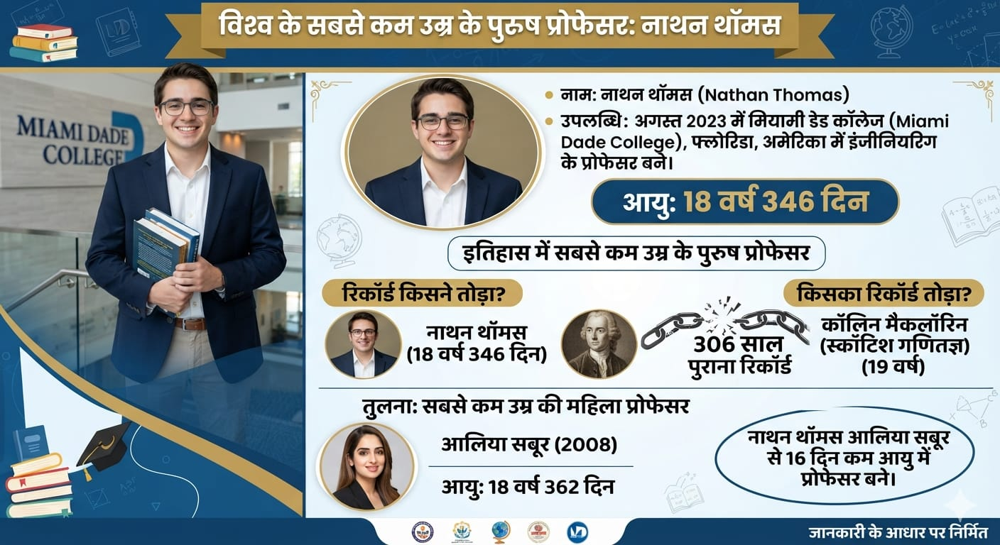 विश्व के सबसे कम उम्र के पुरुष प्रोफेसर: नाथन थॉमस
MIAMI DADE
COLLEGE
नाम: नाथन थॉमस (Nathan Thomas)
उपलब्धि: अगस्त 2023 में मियामी डेड कॉलेज (Miami
Dade College), फ्लोरिडा, अमेरिका में इंजीनियरिंग
के प्रोफेसर बने।
आयु: 18 वर्ष 346 दिन
इतिहास में सबसे कम उम्र के पुरुष प्रोफेसर
रिकॉर्ड किसने तोड़ा?
नाथन थॉमस
(18 वर्ष 346 दिन)
306 साल
पुराना रिकॉर्ड
किसका रिकॉर्ड तोड़ा?
कॉलिन मैकलॉरिन
(स्कॉटिश गणितज्ञ)
(19 वर्ष)
तुलना: सबसे कम उम्र की महिला प्रोफेसर
आलिया सबूर (2008)
आयु: 18 वर्ष 362 दिन
नाथन थॉमस आलिया सबूर
से 16 दिन कम आयु में
प्रोफेसर बने।
जानकारी के आधार पर निर्मित